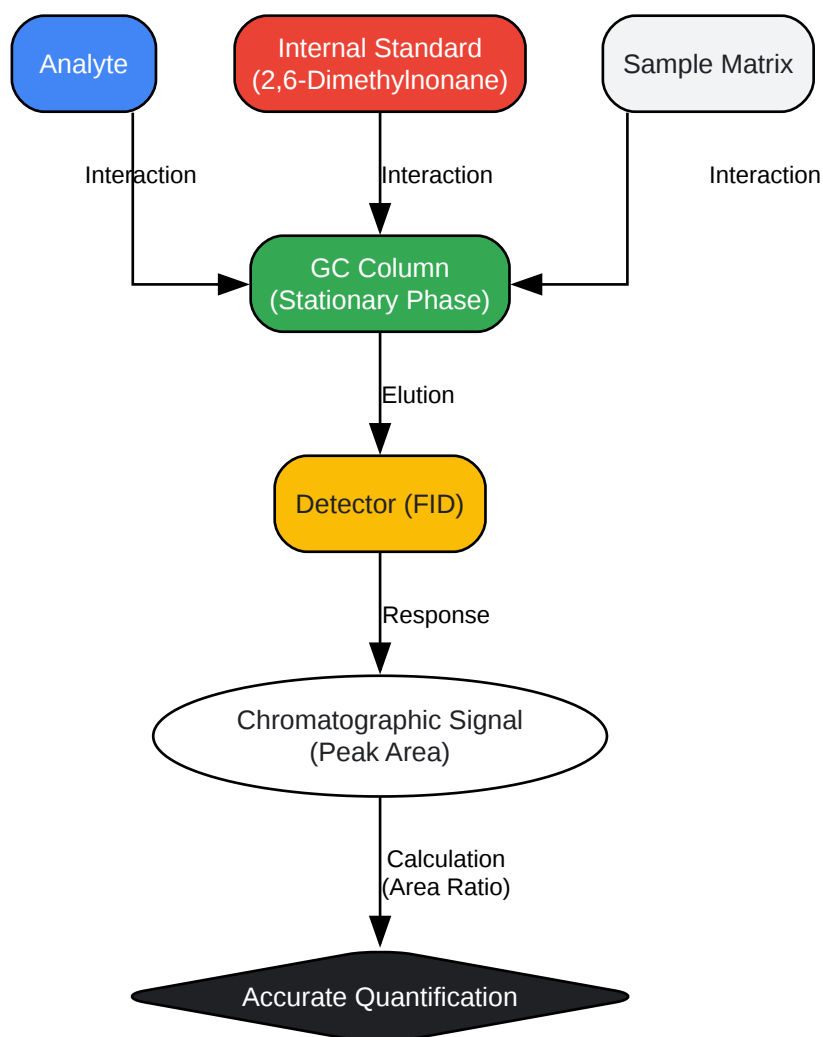 Analyte
Internal Standard
(2,6-Dimethylnonane)
Sample Matrix
Interaction
Interaction
Interaction
GC Column
(Stationary Phase)
Elution
Detector (FID)
Response
Chromatographic Signal
(Peak Area)
Calculation
(Area Ratio)
Accurate Quantification